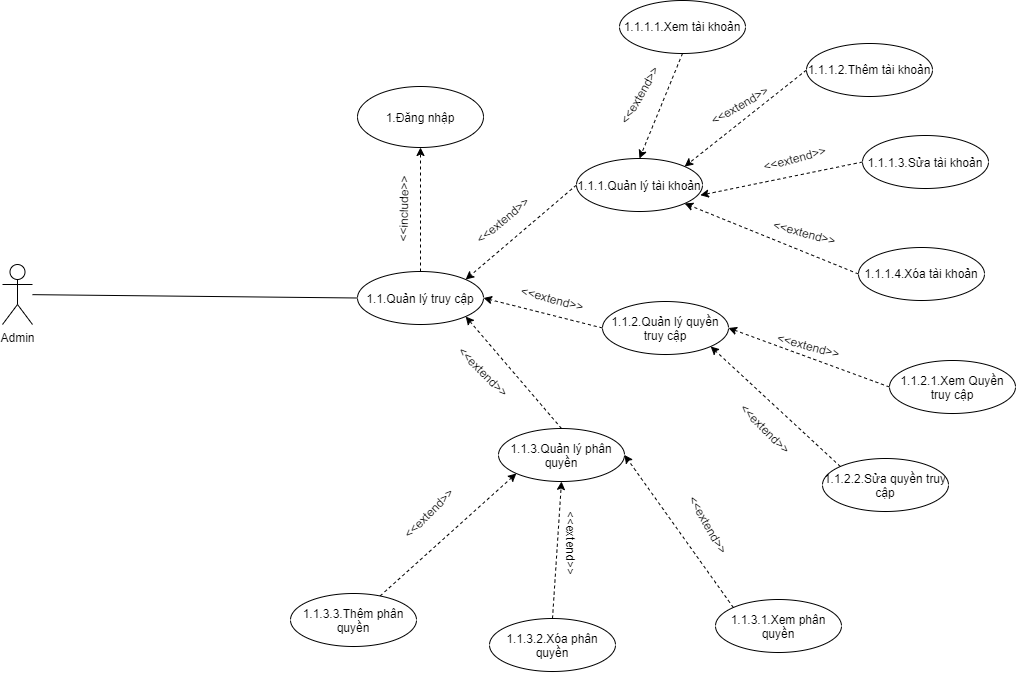 1.1.1.1.Xem tài khoản
<<extend>>
1.1.1.2.Thêm tài khoản
<<extend>>
1.Đăng nhập
<<extend>>
1.1.1.3.Sửa tài khoản
1.1.1.Quản lý tài khoản
<<include>>
<<extend>>
<<extend>>
1.1.1.4.Xóa tài khoản
1.1.Quản lý truy cập
<<extend>>
1.1.2.Quản lý quyền
truy cập
Admin
<<extend>>
<<extend>>
1.1.2.1.Xem Quyền
truy cập
<<extend>>
1.1.3.Quản lý phân
quyền
1.1.2.2.Sửa quyền truy
cập
<<extend>>
<<extend>>
<<extend>>
1.1.3.3.Thêm phân
quyền
1.1.3.2.Xóa phân
quyền
1.1.3.1.Xem phân
quyền